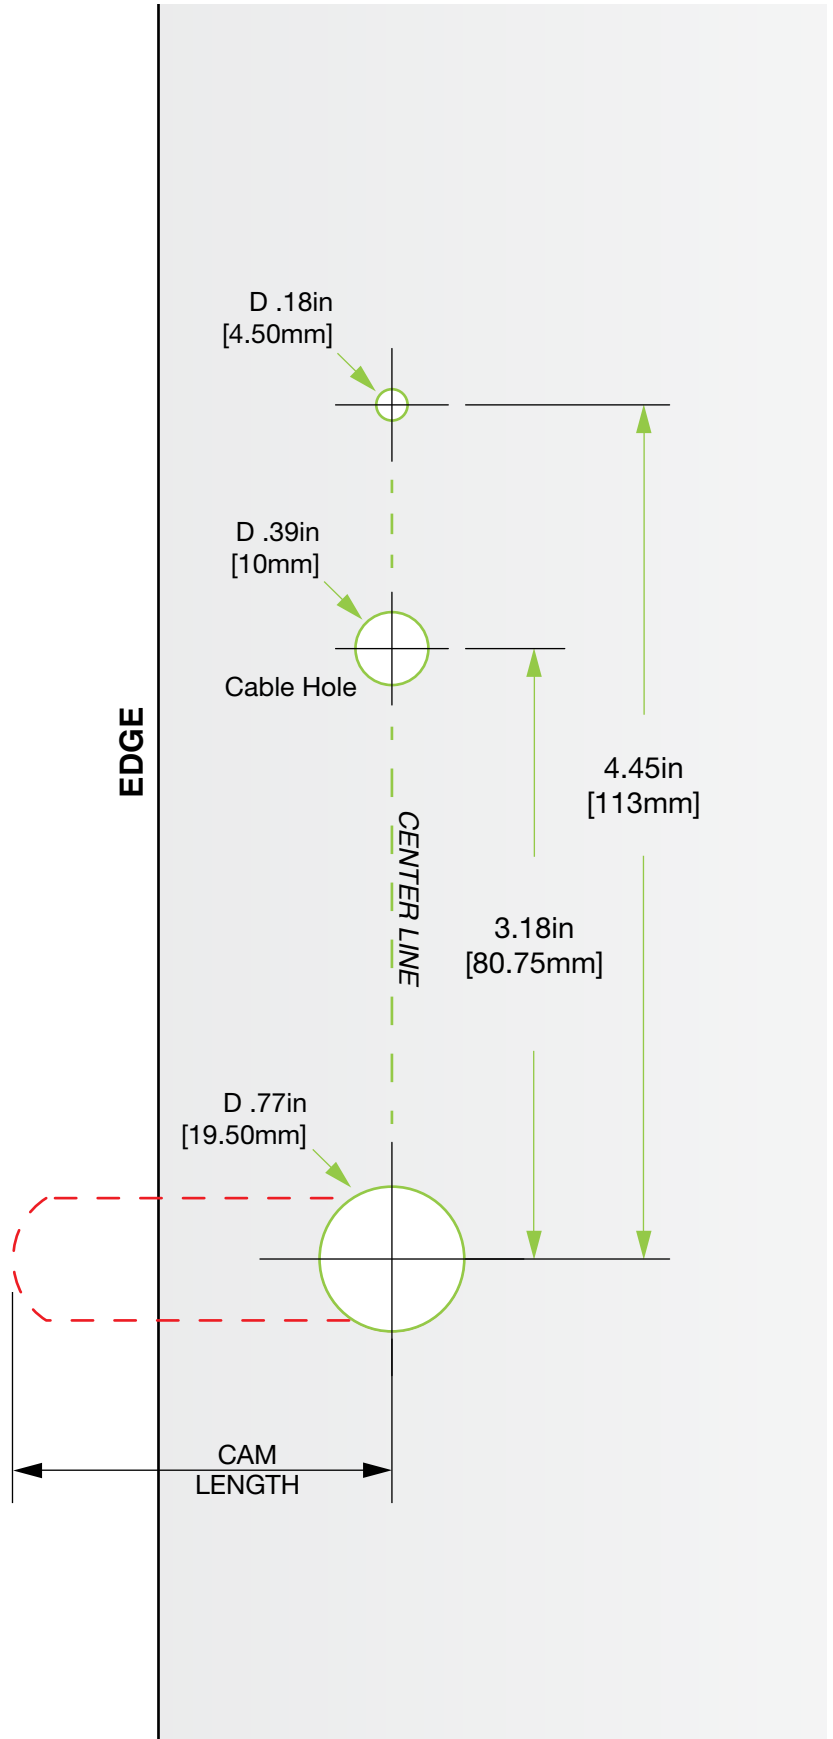 D .18in
[4.50mm]
D .39in
[10mm]
Cable Hole
EDGE
4.45in
[113mm]
CENTER LINE
3.18in
[80.75mm]
D .77in
[19.50mm]
CAM
LENGTH